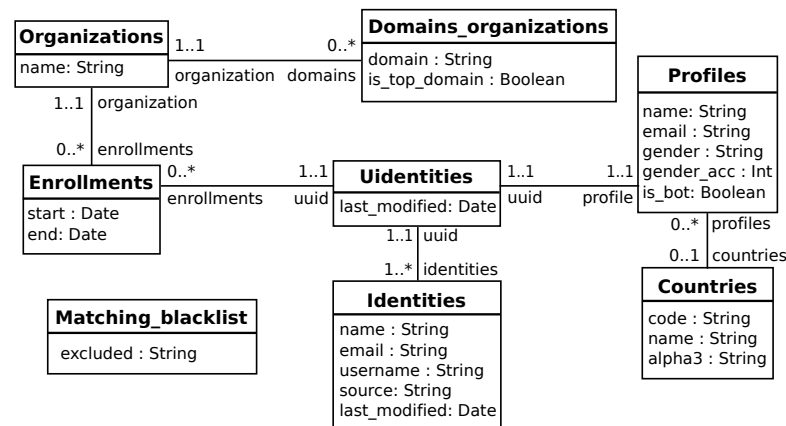 Organizations
name: String
1..1
0..*
organization
domains
Domains_organizations
domain : String
is_top_domain : Boolean
Profiles
name: String
email : String
gender : String
gender_acc : Int
is_bot: Boolean
1..1
organization
0..*
enrollments
Enrollments
start : Date
end: Date
0..*
1..1
enrollments
uuid
Uidentities
last_modified: Date
1..1
1..1
uuid
profile
1..1
uuid
1..*
identities
0..*
profiles
0..1
countries
Identities
name : String
email : String
username : String
source: String
last_modified: Date
Countries
code : String
name : String
alpha3 : String
Matching_blacklist
excluded : String